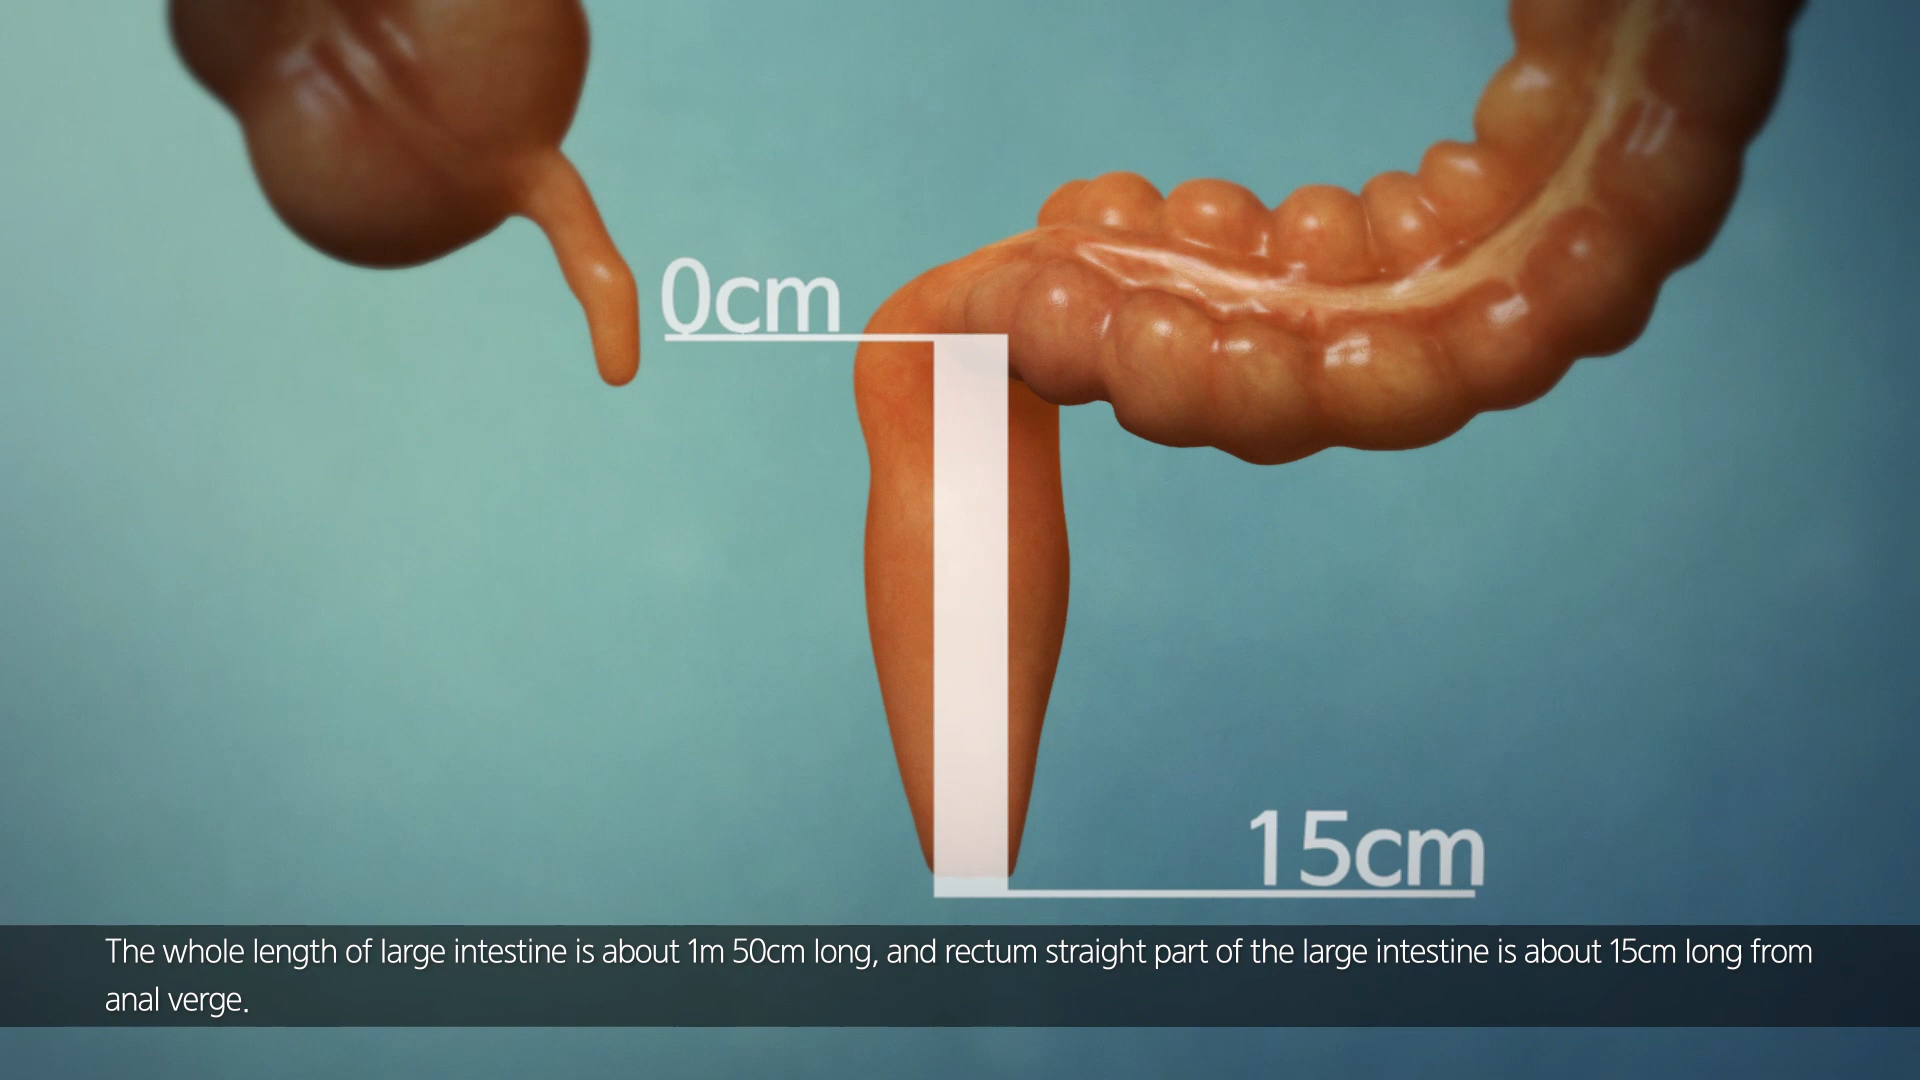 0cm
15cm
The whole length of large intestine is about 1m 50cm long, and rectum straight part of the large intestine is about 15cm long from
anal verge.